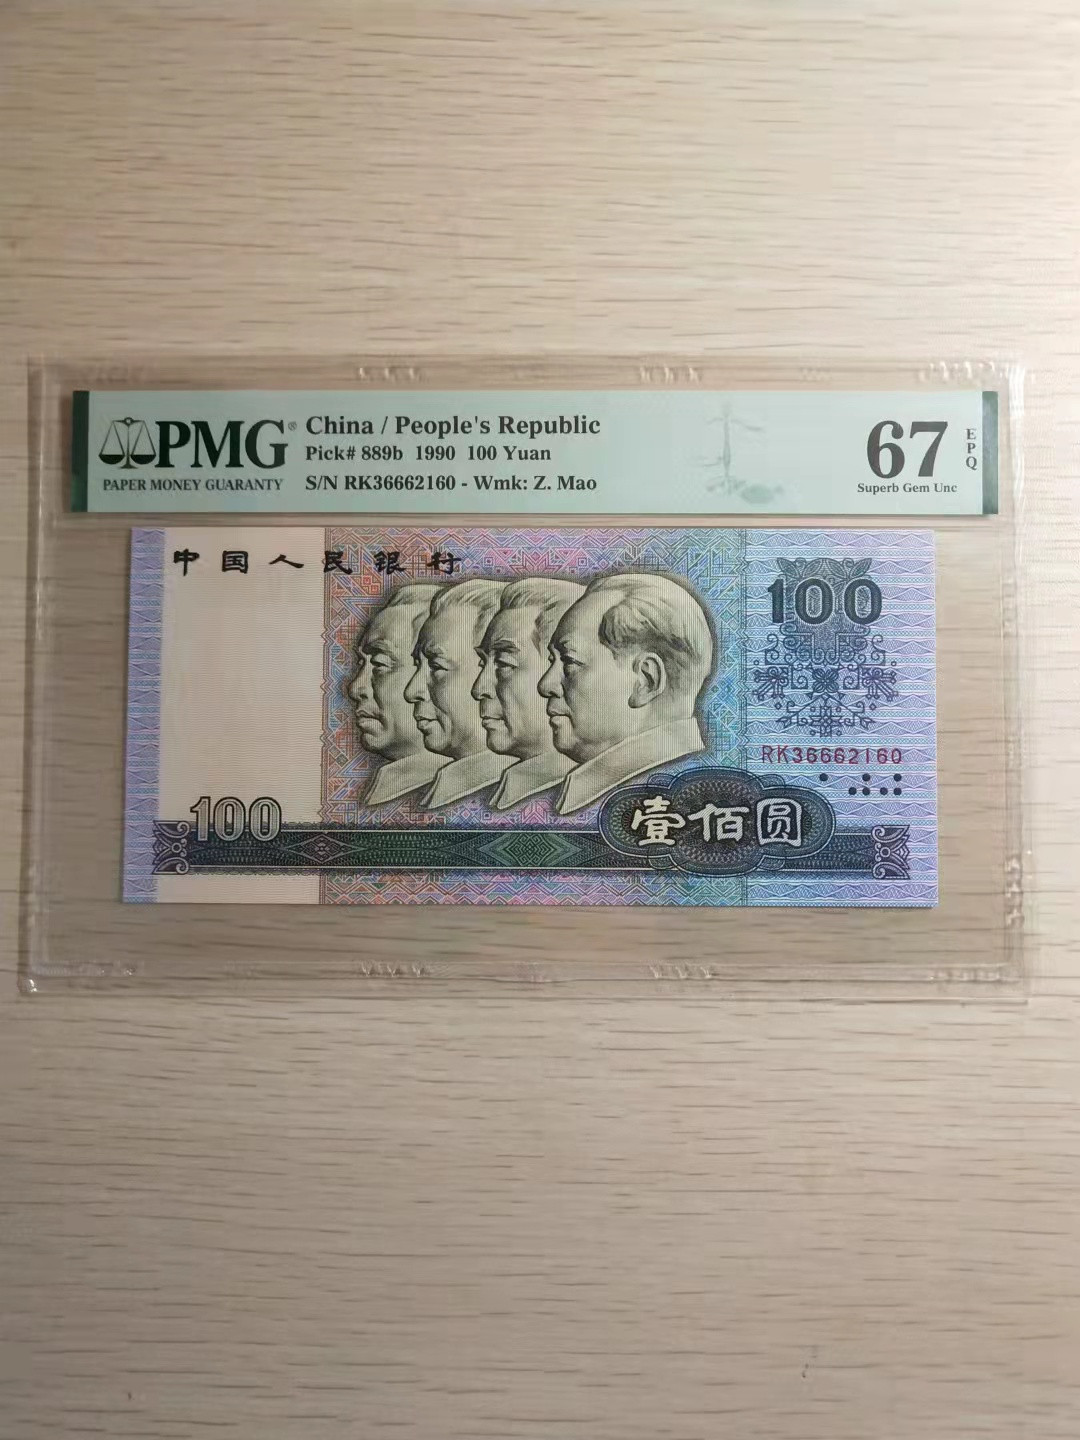 PMG®
PAPER MONEY GUARANTY
China / People's Republic
Pick# 889b 1990 100 Yuan
S/N RK36662160 - Wmk: Z. Mao
67
EPQ
Superb Gem Unc
中国人民银行
100
RK36662160
100
壹佰圆